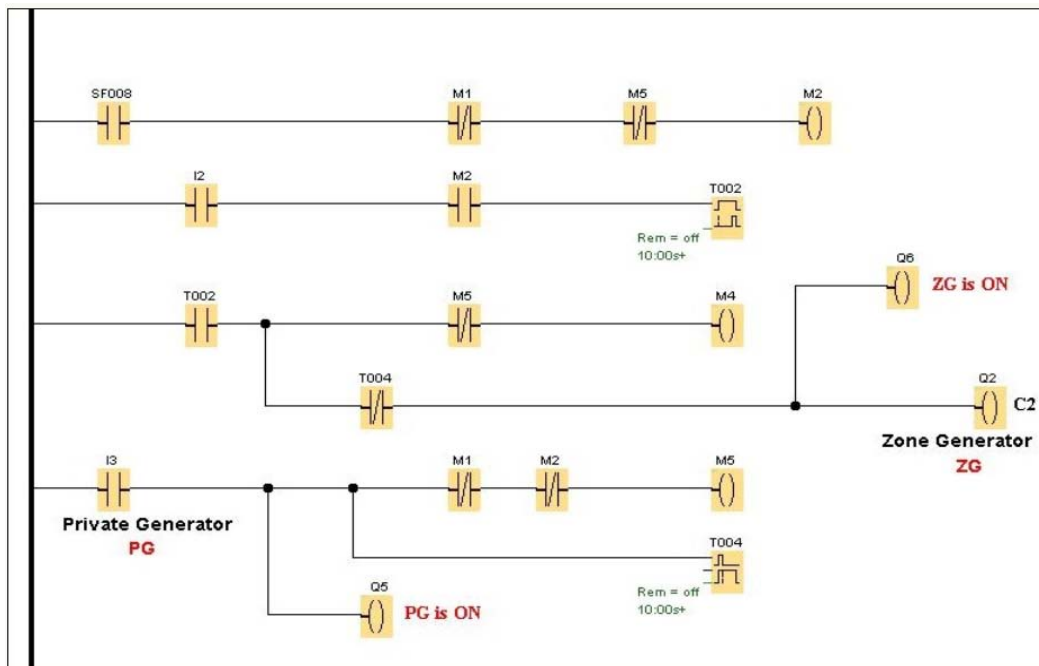 SF008
M1
M5
M2
I2
M2
T002
Rem = off
10:00s+
Q6
ZG is ON
T002
M5
M4
T004
Q2
C2
Zone Generator
ZG
I3
M1
M2
M5
Private Generator
PG
T004
Rem = off
10:00s+
Q5
PG is ON